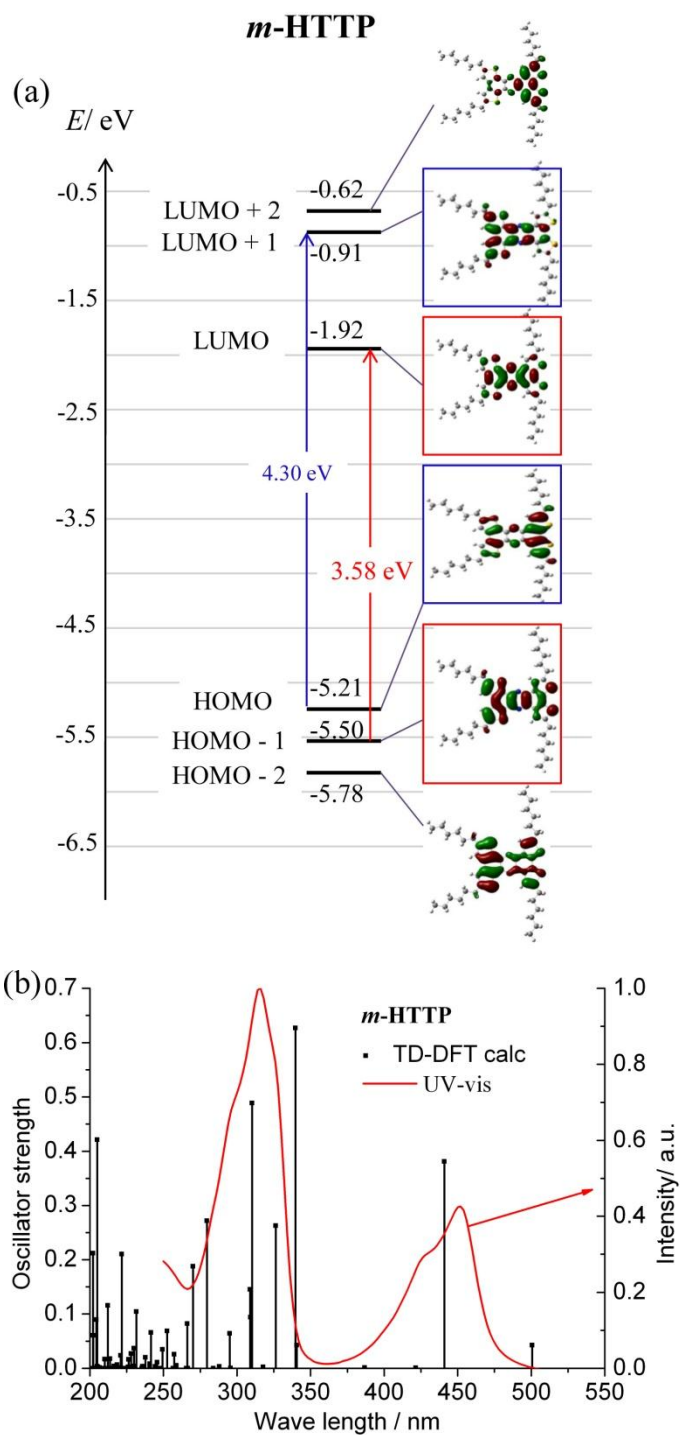 m-HTTP
(a)
E/ eV
-0.5
-1.5
-2.5
-3.5
-4.5
-5.5
-6.5
LUMO + 2
-0.62
LUMO + 1
-0.91
LUMO
-1.92
4.30 eV
3.58 eV
HOMO
-5.21
HOMO - 1
-5.50
HOMO - 2
-5.78
(b)
m-HTTP
TD-DFT calc
UV-vis
Oscillator strength
0.7
0.6
0.5
0.4
0.3
0.2
0.1
0.0
Intensity/ a.u.
1.0
0.8
0.6
0.4
0.2
0.0
200 250 300 350 400 450 500 550
Wave length / nm